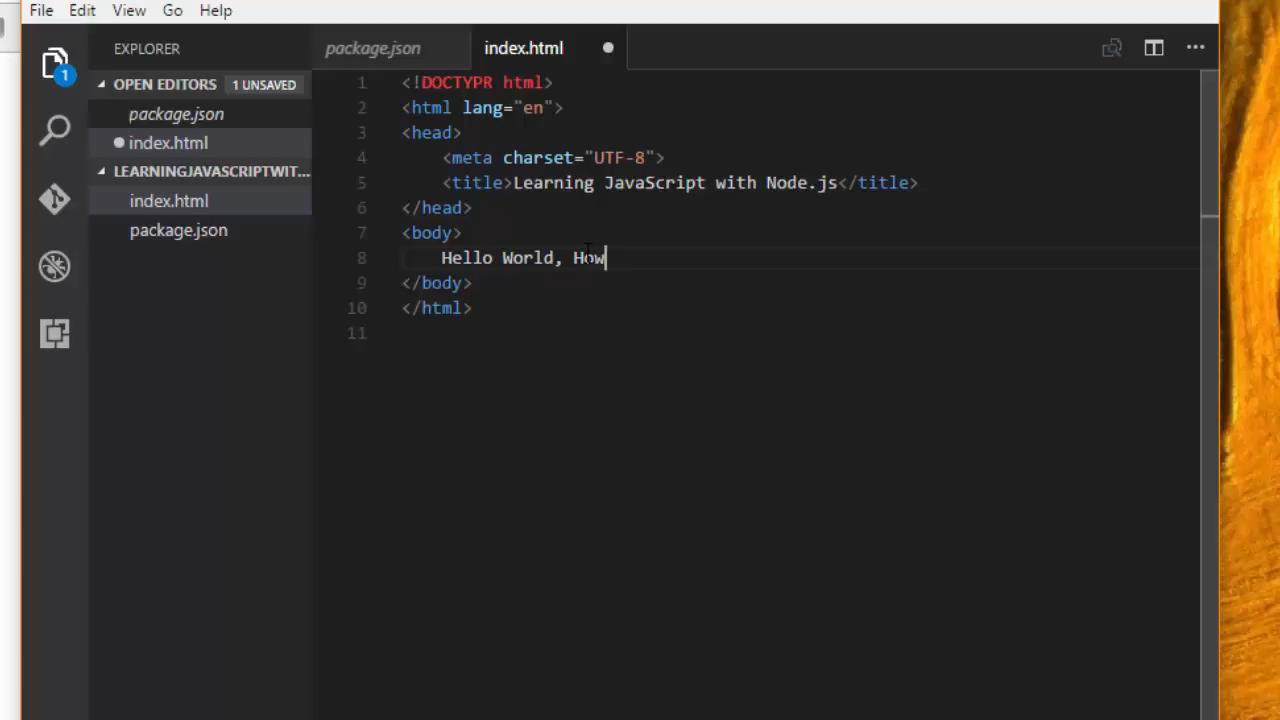 File Edit View Go Help
EXPLORER
OPEN EDITORS 1 UNSAVED
package.json
index.html
LEARNINGJAVASCRIPTWIT...
index.html
package.json
1
package.json index.html
1 <!DOCTYPR html>
2 <html lang="en">
3 <head>
4 <meta charset="UTF-8">
5 <title>Learning JavaScript with Node.js</title>
6 </head>
7 <body>
8 Hello World, How
9 </body>
10 </html>
11